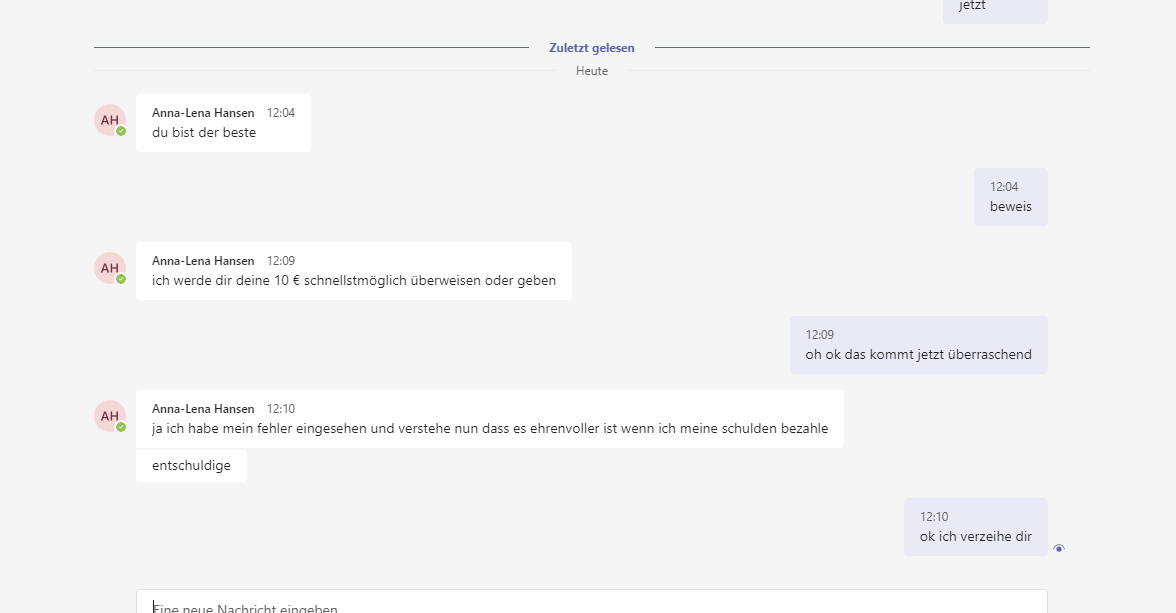 jetzt
Zuletzt gelesen
Heute
AH
Anna-Lena Hansen 12:04
du bist der beste
12:04
beweis
AH
Anna-Lena Hansen 12:09
ich werde dir deine 10 € schnellstmöglich überweisen oder geben
12:09
oh ok das kommt jetzt überraschend
AH
Anna-Lena Hansen 12:10
ja ich habe mein fehler eingesehen und verstehe nun dass es ehrenvoller ist wenn ich meine schulden bezahle
entschuldige
12:10
ok ich verzeihe dir
Eine neue Nachricht eingeben